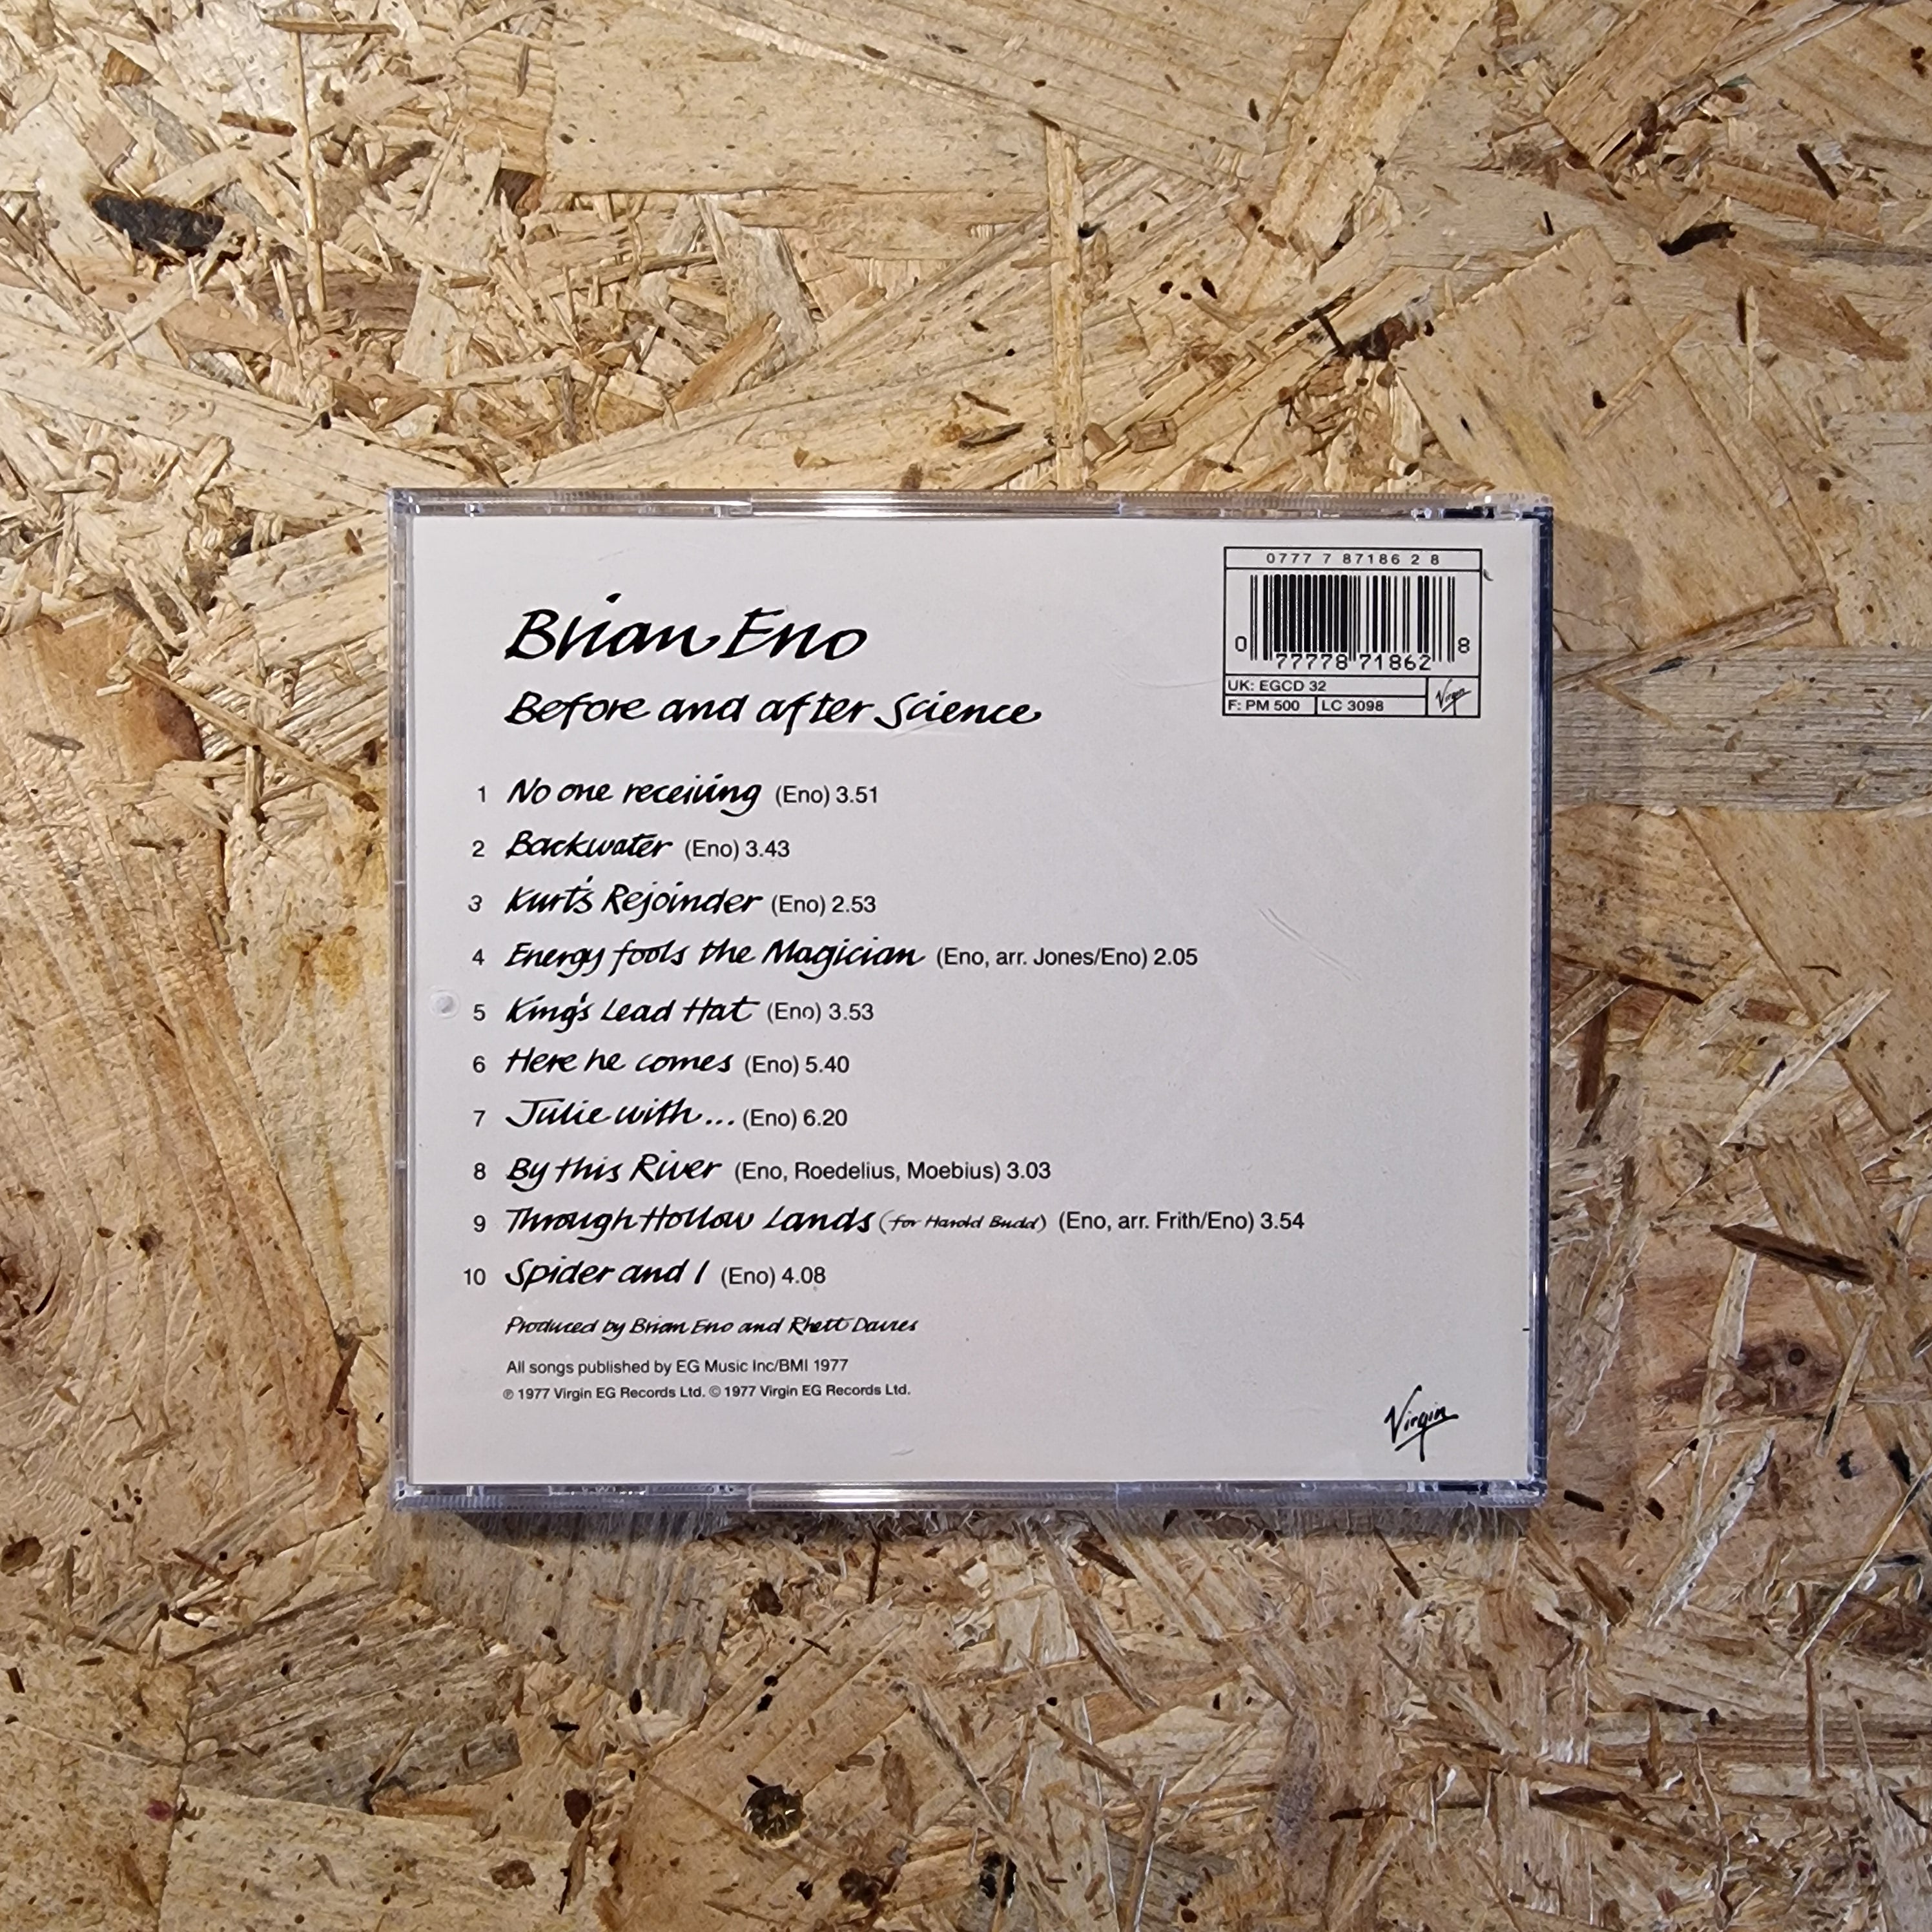 0777 7 87186 2 8
0 77778 71862 8
UK: EGCD 32
F: PM 500 LC 3098 Virgin
Brian Eno
Before and after Science
1 No one receiving (Eno) 3.51
2 Backwater (Eno) 3.43
3 Kurt's Rejoinder (Eno) 2.53
4 Energy fools the Magician (Eno, arr. Jones/Eno) 2.05
5 King's Lead Hat (Eno) 3.53
6 Here he comes (Eno) 5.40
7 Julie with... (Eno) 6.20
8 By this River (Eno, Roedelius, Moebius) 3.03
9 Through Hollow Lands (for Harold Budd) (Eno, arr. Frith/Eno) 3.54
10 Spider and I (Eno) 4.08
Produced by Brian Eno and Rhett Davies
All songs published by EG Music Inc/BMI 1977
℗ 1977 Virgin EG Records Ltd. © 1977 Virgin EG Records Ltd.
Virgin